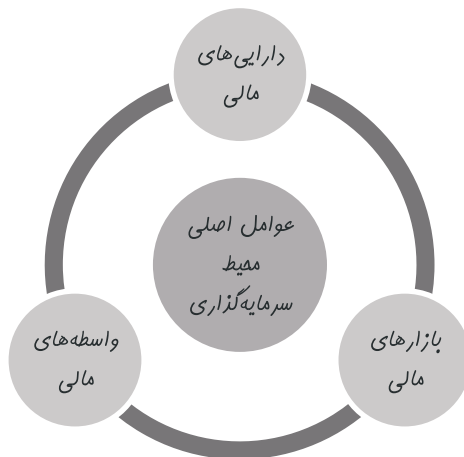 دارایی‌های
مالی
عوامل اصلی
محیط
سرمایه‌گذاری
بازارهای
مالی
واسطه‌های
مالی